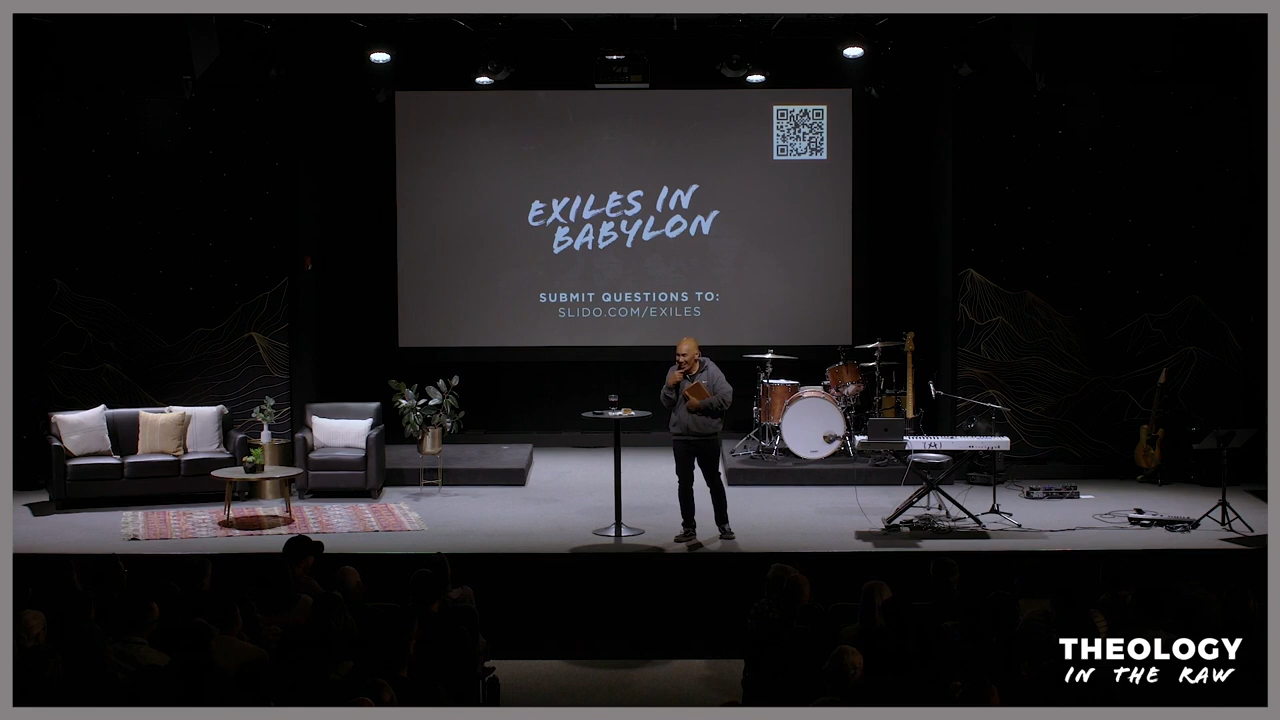 EXILES IN
BABYLON
SUBMIT QUESTIONS TO:
SLIDO.COM/EXILES
THEOLOGY
IN THE RAW